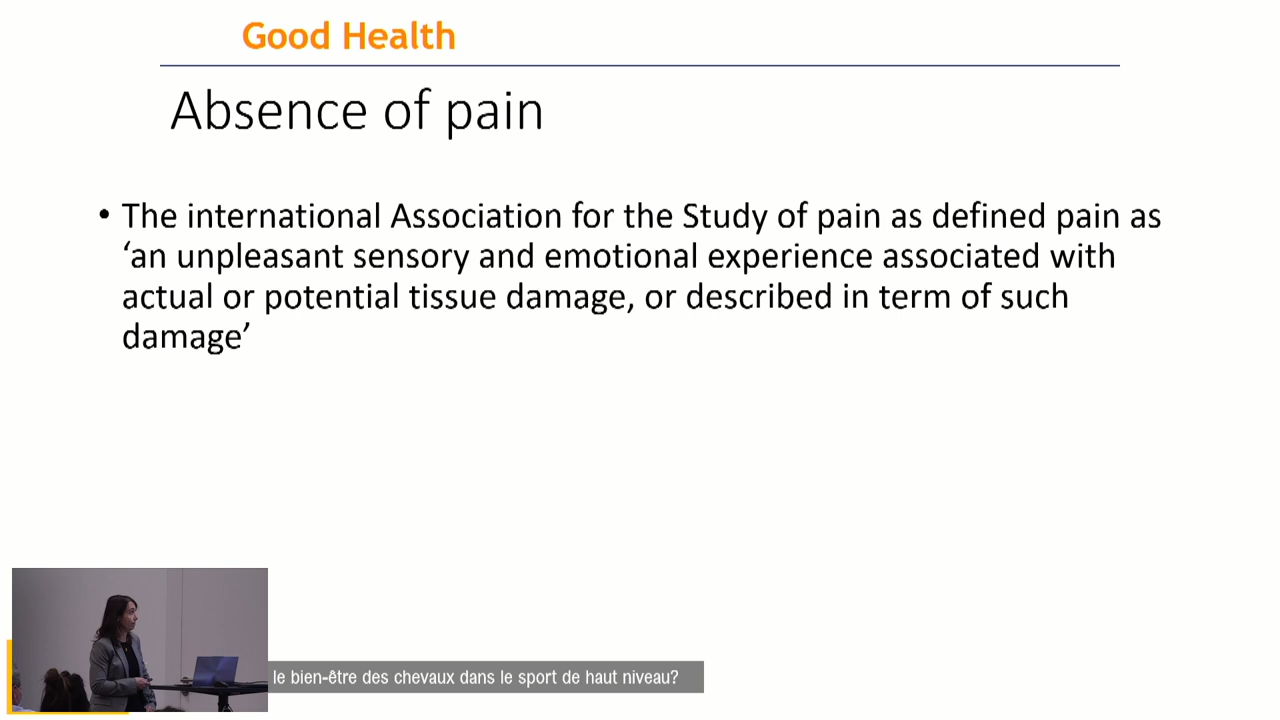 Good Health
Absence of pain
• The international Association for the Study of pain as defined pain as
‘an unpleasant sensory and emotional experience associated with
actual or potential tissue damage, or described in term of such
damage’
le bien-être des chevaux dans le sport de haut niveau?